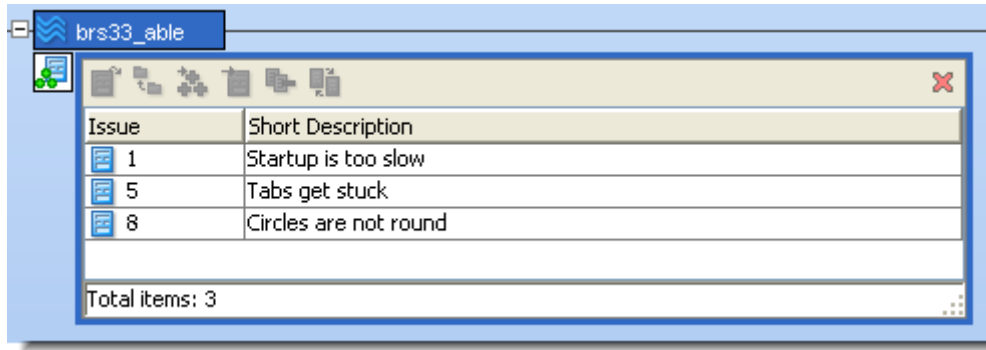 brs33_able
Issue Short Description
1 Startup is too slow
5 Tabs get stuck
8 Circles are not round
Total items: 3